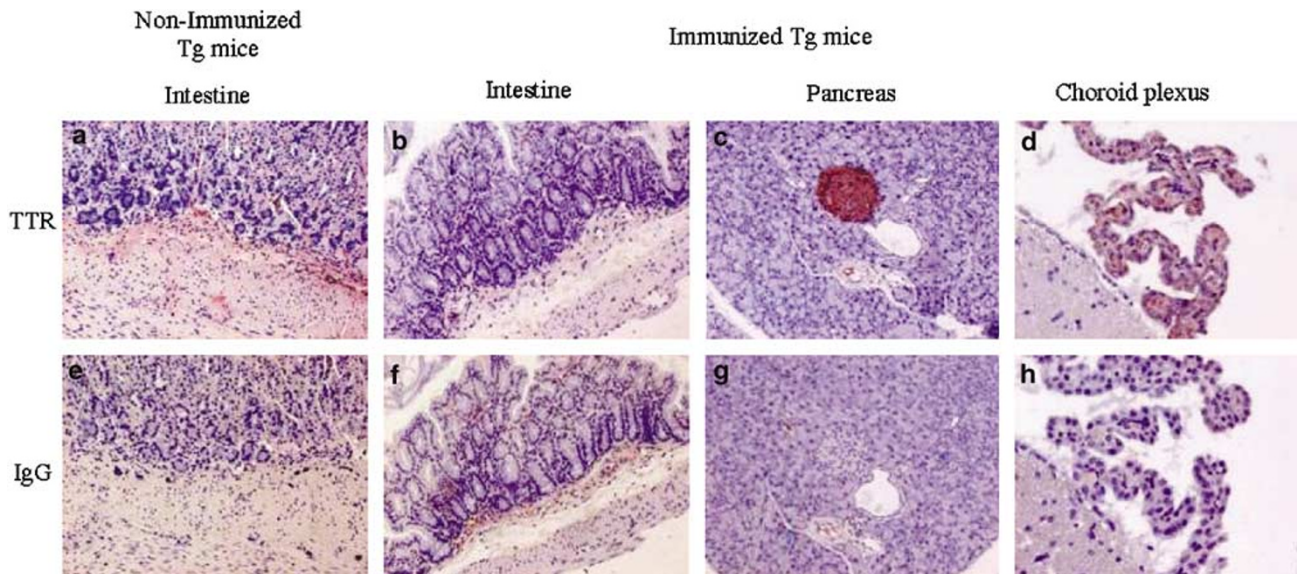 Non-Immunized
Tg mice
Immunized Tg mice
Intestine
Intestine
Pancreas
Choroid plexus
TTR
a
b
c
d
IgG
e
f
g
h